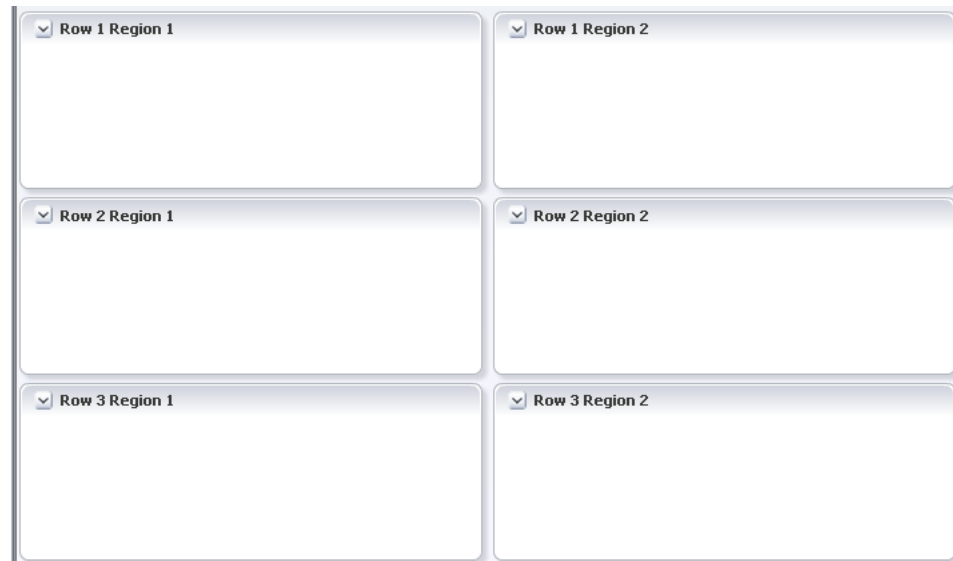 Row 1 Region 1
Row 1 Region 2
Row 2 Region 1
Row 2 Region 2
Row 3 Region 1
Row 3 Region 2